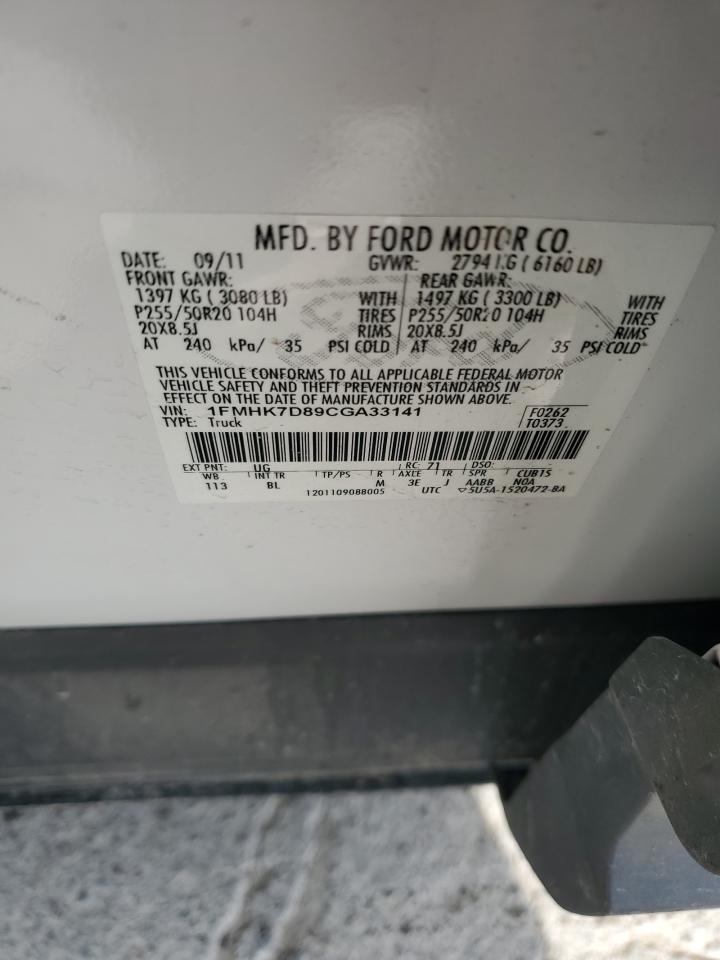 MFD. BY FORD MOTOR CO.
DATE: 09/11 GVWR: 2794 KG ( 6160 LB)
FRONT GAWR: REAR GAWR:
1397 KG ( 3080 LB) WITH 1497 KG ( 3300 LB) WITH
P255/50R20 104H TIRES P255/50R20 104H TIRES
20X8.5J RIMS 20X8.5J RIMS
AT 240 kPa/ 35 PSI COLD AT 240 kPa/ 35 PSI COLD
THIS VEHICLE CONFORMS TO ALL APPLICABLE FEDERAL MOTOR
VEHICLE SAFETY AND THEFT PREVENTION STANDARDS IN
EFFECT ON THE DATE OF MANUFACTURE SHOWN ABOVE.
VIN: 1FMHK7D89CGA33141 F0262
TYPE: Truck T0373
EXT PNT: UG RC: 71 DSO:
WB INT TR TP/PS R AXLE TR SPR CUBTS
113 BL M 3E J AABB N0A
1201109088005 UTC ▽5U5A-1520472-BA